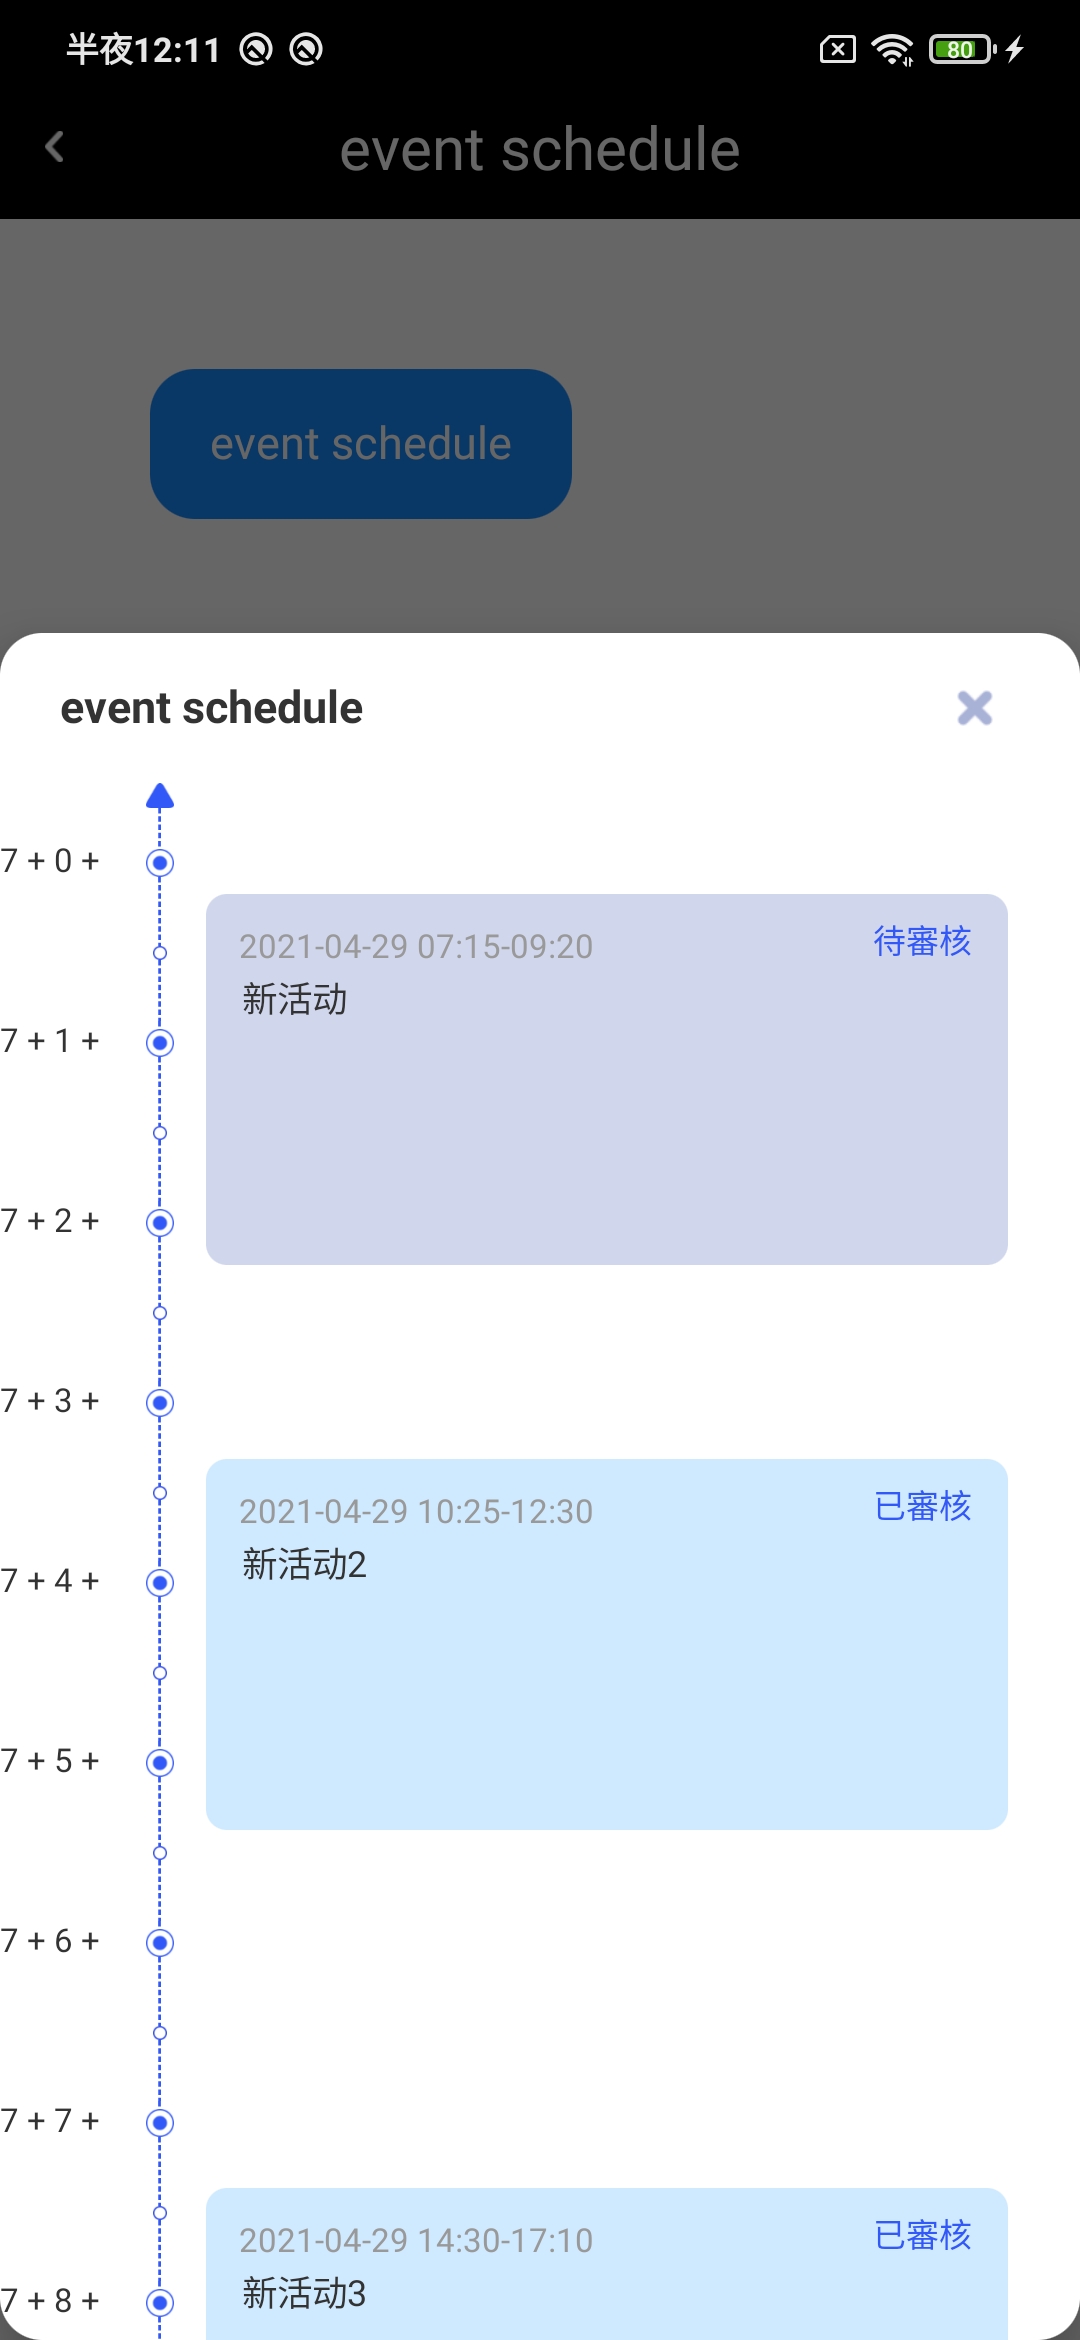 半夜12:11
80
event schedule
event schedule
event schedule
7 + 0 +
2021-04-29 07:15-09:20
待審核
新活动
7 + 1 +
7 + 2 +
7 + 3 +
2021-04-29 10:25-12:30
已審核
新活动2
7 + 4 +
7 + 5 +
7 + 6 +
7 + 7 +
2021-04-29 14:30-17:10
已審核
新活动3
7 + 8 +